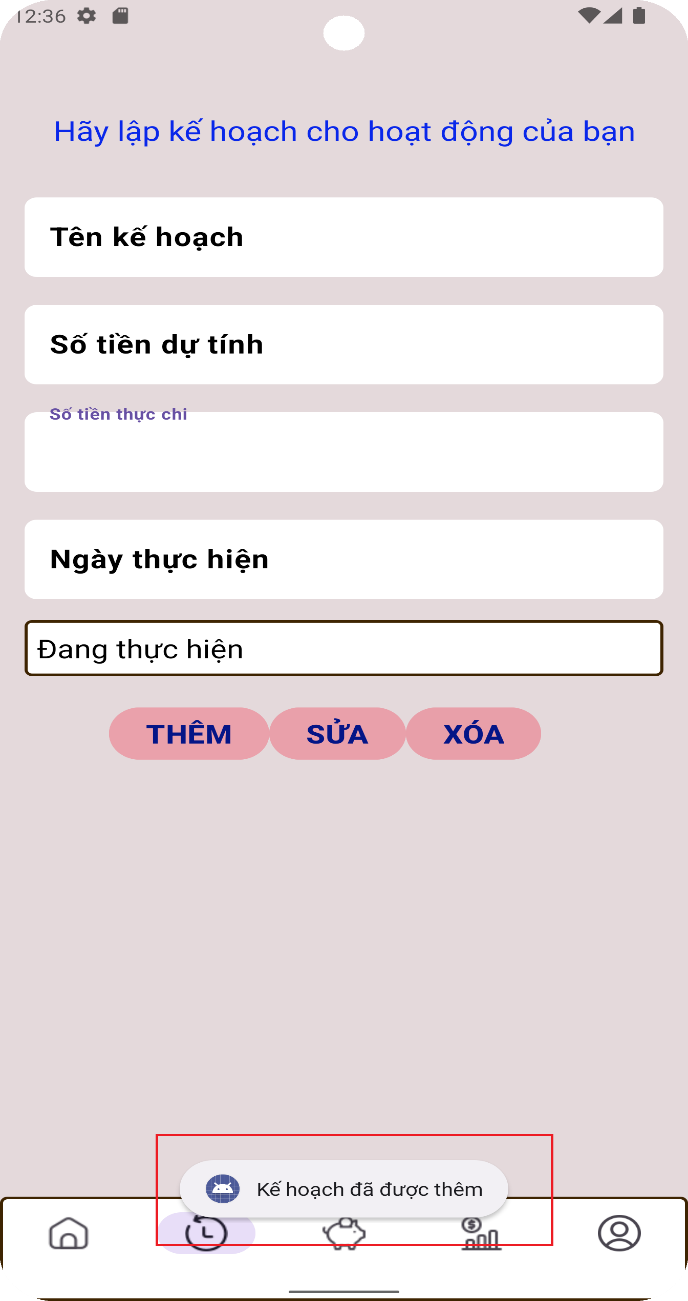 12:36
Hãy lập kế hoạch cho hoạt động của bạn
Tên kế hoạch
Số tiền dự tính
Số tiền thực chi
Ngày thực hiện
Đang thực hiện
THÊM SỬA XÓA
Kế hoạch đã được thêm